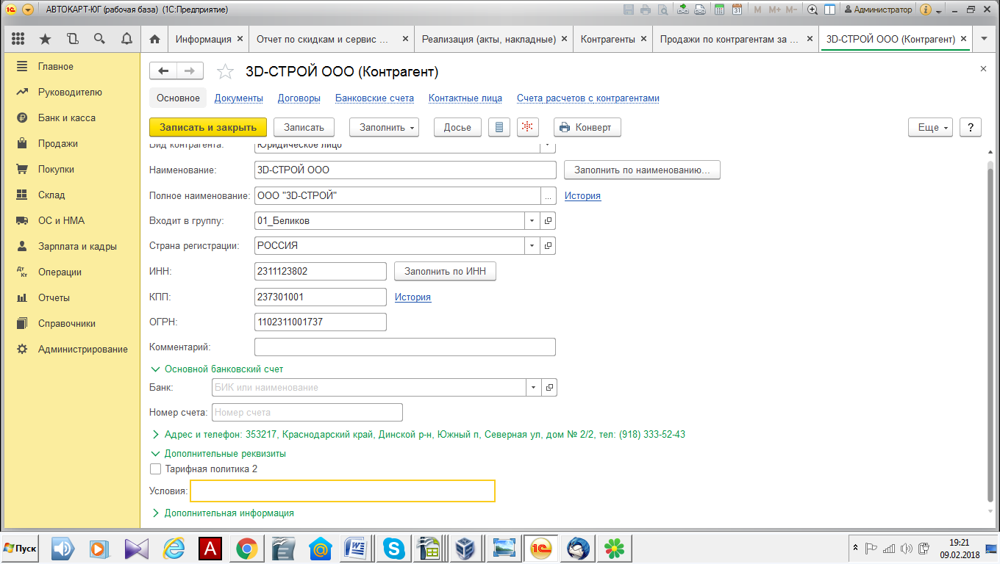 АВТОКАРТ-ЮГ (рабочая база) (1С:Предприятие)
M M+ M-
Администратор
Информация
Отчет по скидкам и сервис ...
Реализация (акты, накладные)
Контрагенты
Продажи по контрагентам за ...
3D-СТРОЙ ООО (Контрагент)
Главное
Руководителю
Банк и касса
Продажи
Покупки
Склад
ОС и НМА
Зарплата и кадры
Дт Кт Операции
Отчеты
Справочники
Администрирование
3D-СТРОЙ ООО (Контрагент)
Основное Документы Договоры Банковские счета Контактные лица Счета расчетов с контрагентами
Записать и закрыть Записать Заполнить Досье Конверт Еще ?
Вид контрагента: Юридическое лицо
Наименование: 3D-СТРОЙ ООО Заполнить по наименованию...
Полное наименование: ООО "3D-СТРОЙ" ... История
Входит в группу: 01_Беликов
Страна регистрации: РОССИЯ
ИНН: 2311123802 Заполнить по ИНН
КПП: 237301001 История
ОГРН: 1102311001737
Комментарий:
Основной банковский счет
Банк: БИК или наименование
Номер счета: Номер счета
Адрес и телефон: 353217, Краснодарский край, Динской р-н, Южный п, Северная ул, дом № 2/2, тел: (918) 333-52-43
Дополнительные реквизиты
Тарифная политика 2
Условия:
Дополнительная информация
Пуск
19:21
09.02.2018